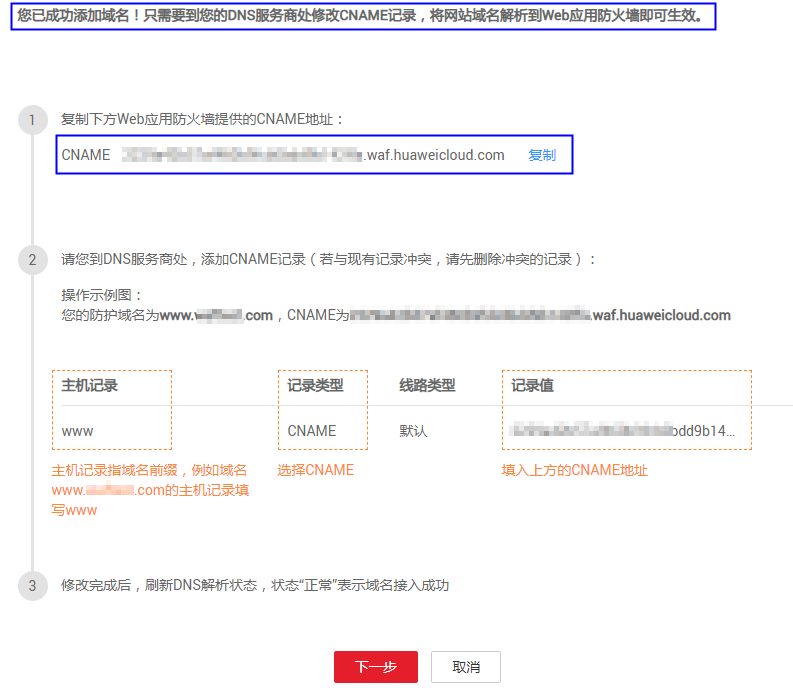 您已成功添加域名！只需要到您的DNS服务商处修改CNAME记录，将网站域名解析到Web应用防火墙即可生效。
1 复制下方Web应用防火墙提供的CNAME地址：
CNAME .waf.huaweicloud.com 复制
2 请您到DNS服务商处，添加CNAME记录（若与现有记录冲突，请先删除冲突的记录）：
操作示例图：
您的防护域名为www. .com，CNAME为 .waf.huaweicloud.com
主机记录 记录类型 线路类型 记录值
www CNAME 默认 bdd9b14...
主机记录指域名前缀，例如域名 选择CNAME 填入上方的CNAME地址
www. .com的主机记录填
写www
3 修改完成后，刷新DNS解析状态，状态“正常”表示域名接入成功
下一步 取消